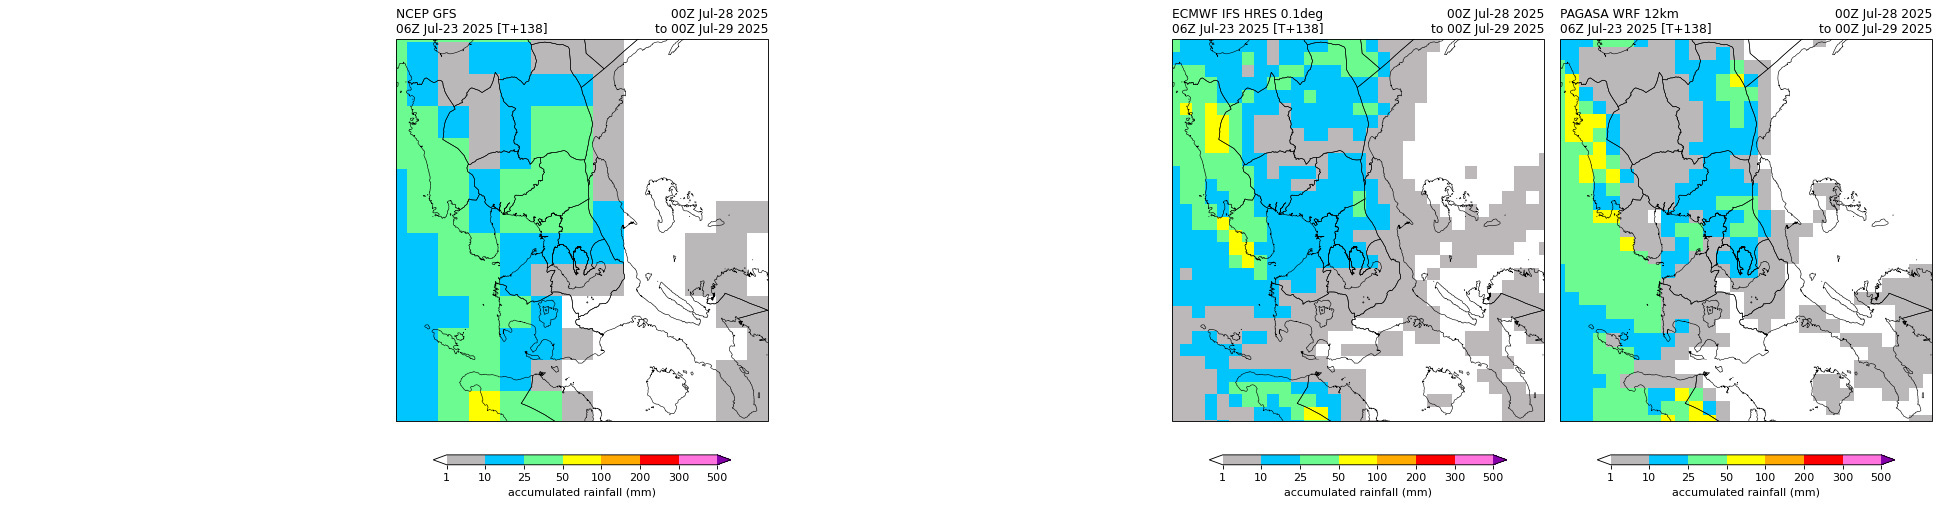 NCEP GFS 00Z Jul-28 2025
06Z Jul-23 2025 [T+138] to 00Z Jul-29 2025
1 10 25 50 100 200 300 500
accumulated rainfall (mm)
ECMWF IFS HRES 0.1deg 00Z Jul-28 2025
06Z Jul-23 2025 [T+138] to 00Z Jul-29 2025
1 10 25 50 100 200 300 500
accumulated rainfall (mm)
PAGASA WRF 12km 00Z Jul-28 2025
06Z Jul-23 2025 [T+138] to 00Z Jul-29 2025
1 10 25 50 100 200 300 500
accumulated rainfall (mm)